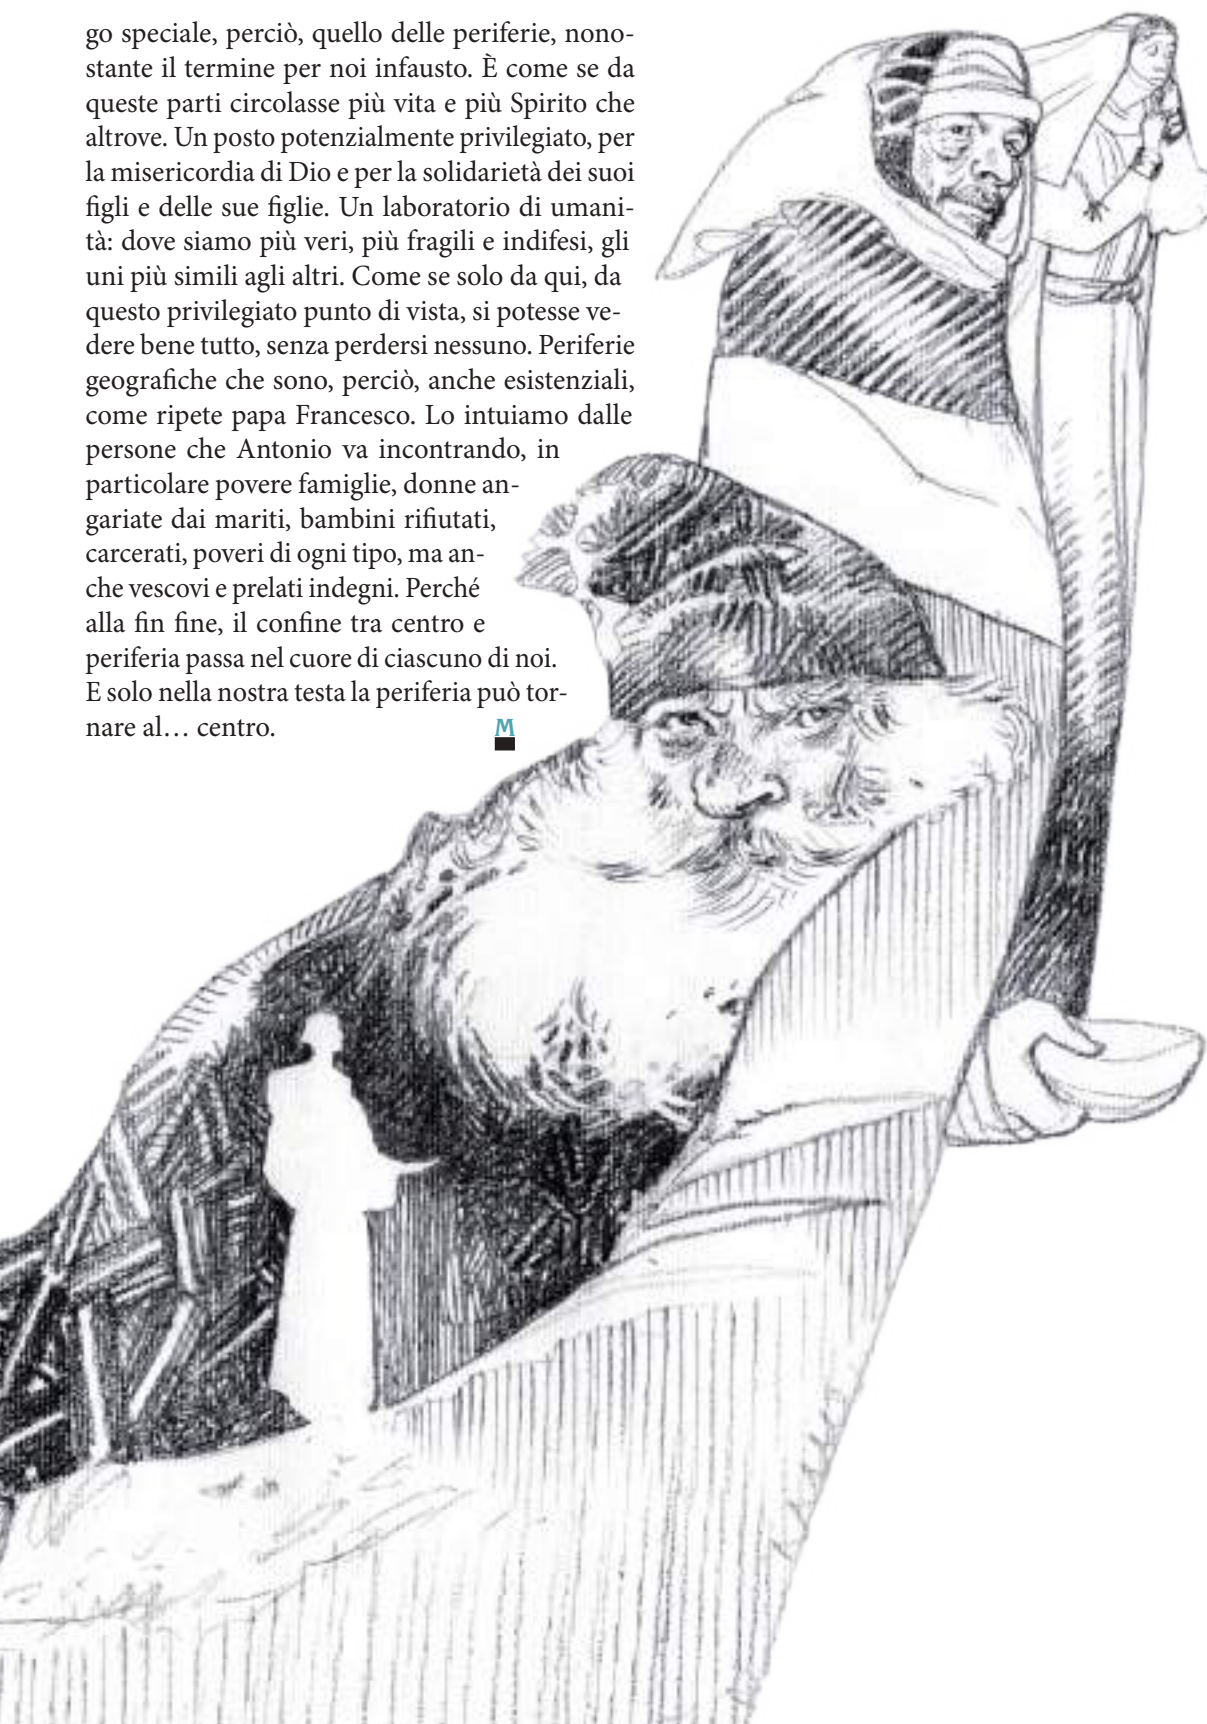 go speciale, perciò, quello delle periferie, nono-
stante il termine per noi infausto. È come se da
queste parti circolasse più vita e più Spirito che
altrove. Un posto potenzialmente privilegiato, per
la misericordia di Dio e per la solidarietà dei suoi
figli e delle sue figlie. Un laboratorio di umani-
tà: dove siamo più veri, più fragili e indifesi, gli
uni più simili agli altri. Come se solo da qui, da
questo privilegiato punto di vista, si potesse ve-
dere bene tutto, senza perdersi nessuno. Periferie
geografiche che sono, perciò, anche esistenziali,
come ripete papa Francesco. Lo intuiamo dalle
persone che Antonio va incontrando, in
particolare povere famiglie, donne an-
gariate dai mariti, bambini rifiutati,
carcerati, poveri di ogni tipo, ma an-
che vescovi e prelati indegni. Perché
alla fin fine, il confine tra centro e
periferia passa nel cuore di ciascuno di noi.
E solo nella nostra testa la periferia può tor-
nare al… centro. M